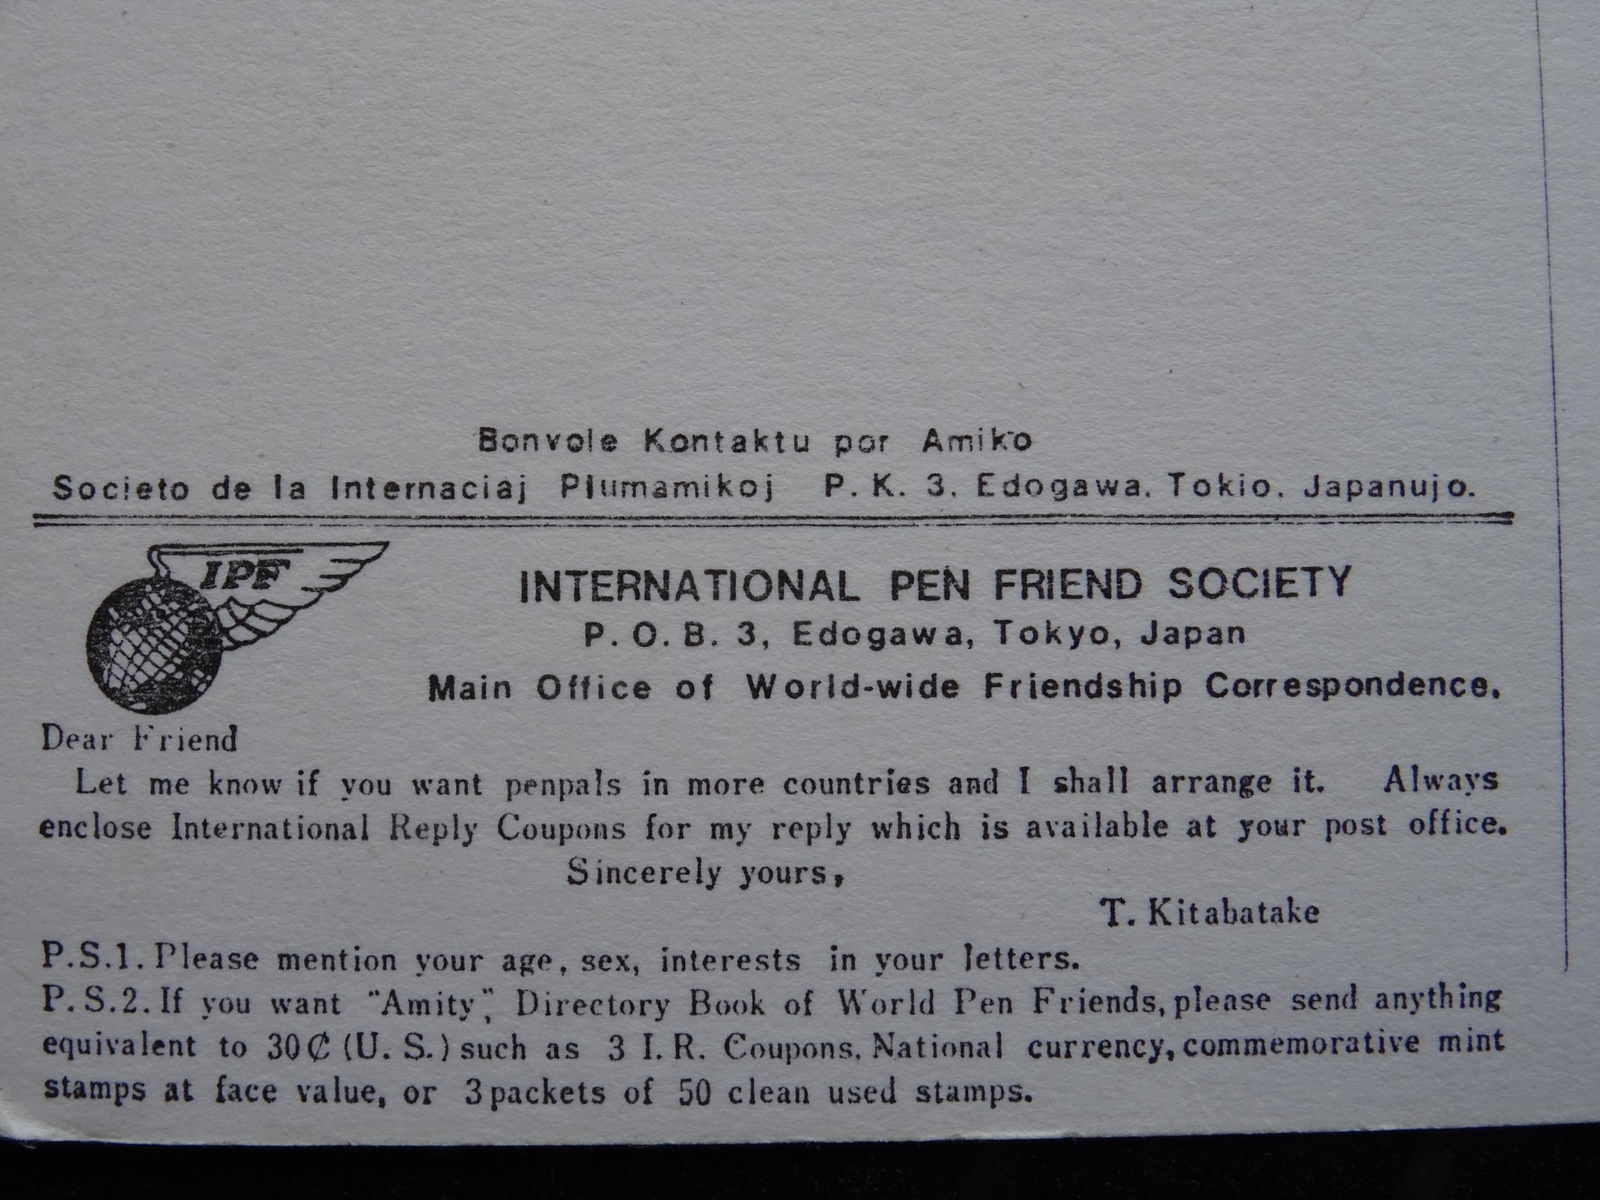 Bonvole Kontaktu por Amiko
Societo de la Internaciaj Plumamikoj P. K. 3, Edogawa, Tokio, Japanujo.
IPF
INTERNATIONAL PEN FRIEND SOCIETY
P. O. B. 3, Edogawa, Tokyo, Japan
Main Office of World-wide Friendship Correspondence.
Dear Friend
Let me know if you want penpals in more countries and I shall arrange it. Always
enclose International Reply Coupons for my reply which is available at your post office.
Sincerely yours,
T. Kitabatake
P.S.1. Please mention your age, sex, interests in your letters.
P.S.2. If you want "Amity", Directory Book of World Pen Friends, please send anything
equivalent to 30₵ (U. S.) such as 3 I. R. Coupons, National currency, commemorative mint
stamps at face value, or 3 packets of 50 clean used stamps.